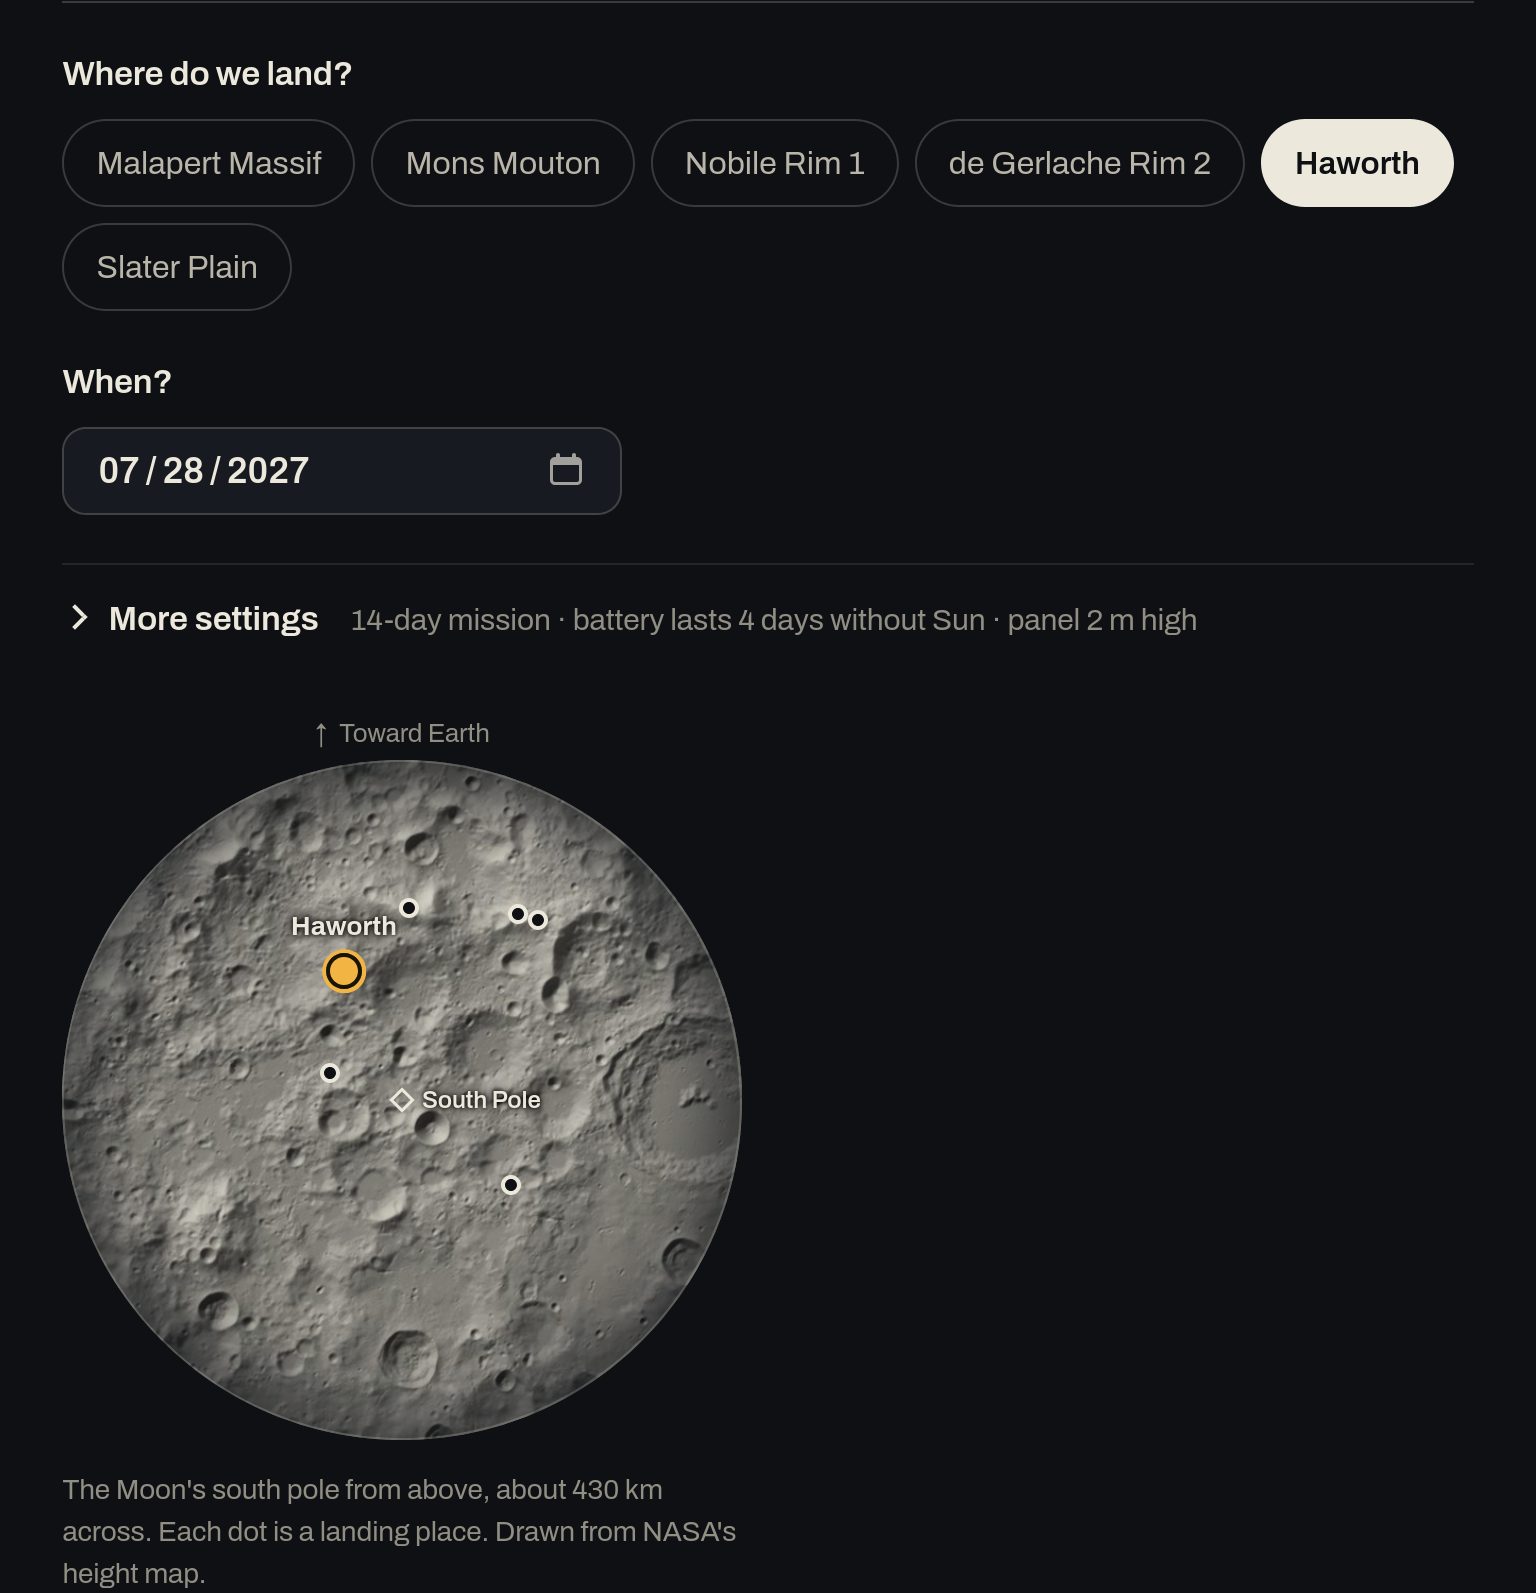 Where do we land?
Malapert Massif
Mons Mouton
Nobile Rim 1
de Gerlache Rim 2
Haworth
Slater Plain
When?
07/28/2027
More settings
14-day mission · battery lasts 4 days without Sun · panel 2 m high
↑ Toward Earth
Haworth
South Pole
The Moon's south pole from above, about 430 km
across. Each dot is a landing place. Drawn from NASA's
height map.